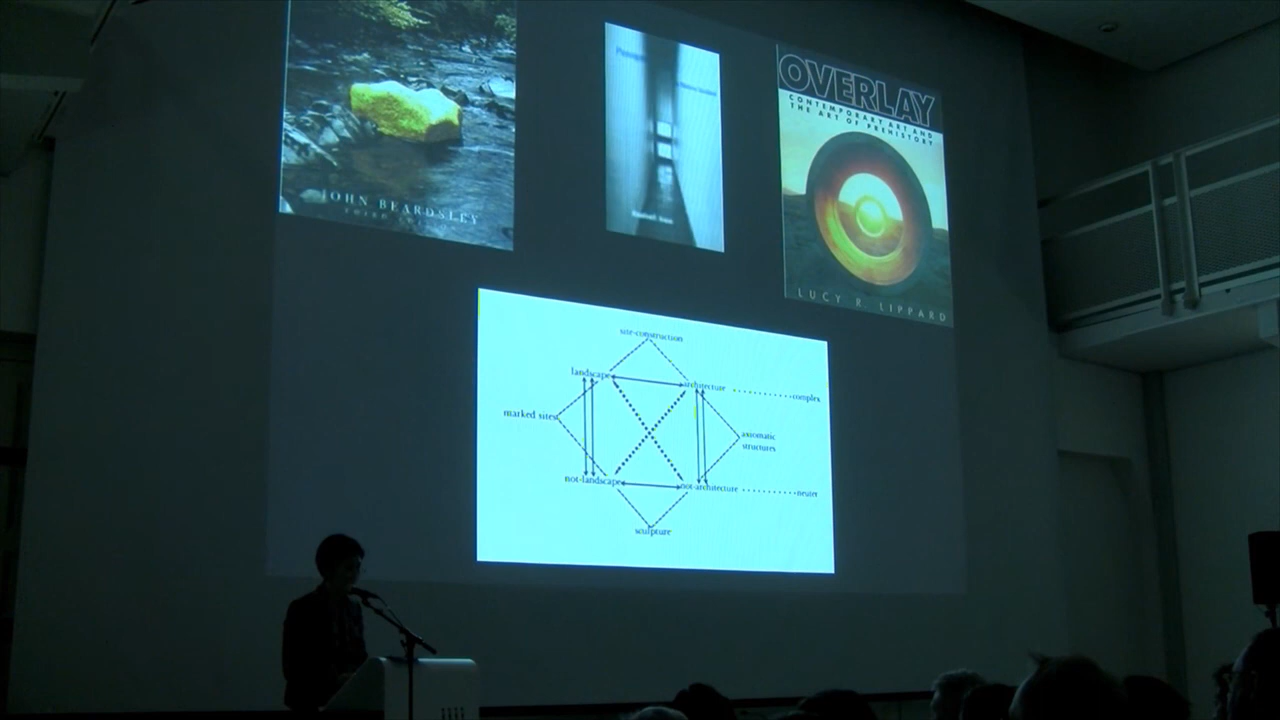 JOHN BEARDSLEY
OVERLAY
CONTEMPORARY ART AND
THE ART OF PREHISTORY
LUCY R. LIPPARD
site-construction
landscape
architecture
complex
marked sites
axiomatic
structures
not-landscape
not-architecture
neuter
sculpture